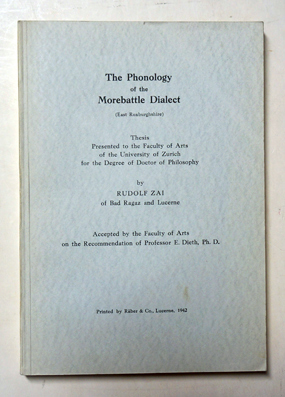 The Phonology
of the
Morebattle Dialect
(East Roxburghshire)
Thesis
Presented to the Faculty of Arts
of the University of Zurich
for the Degree of Doctor of Philosophy
by
RUDOLF ZAI
of Bad Ragaz and Lucerne
Accepted by the Faculty of Arts
on the Recommendation of Professor E. Dieth, Ph. D.
Printed by Räber & Co., Lucerne, 1942